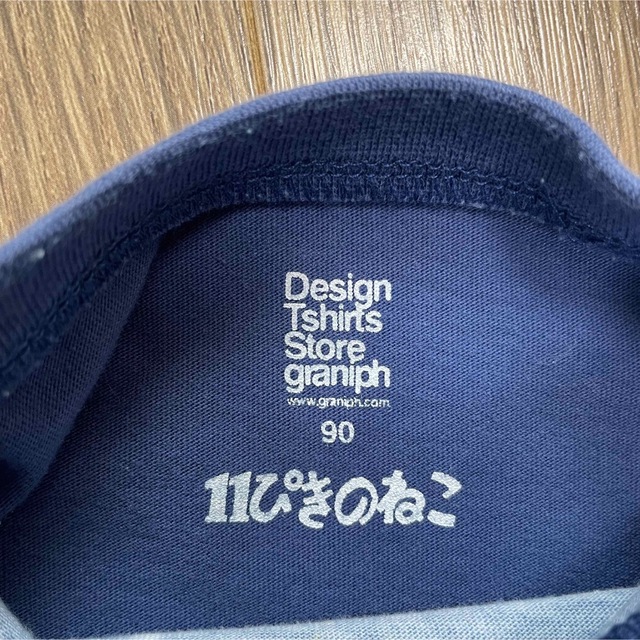 Design
Tshirts
Store
graniph
www.graniph.com
90
11ぴきのねこ